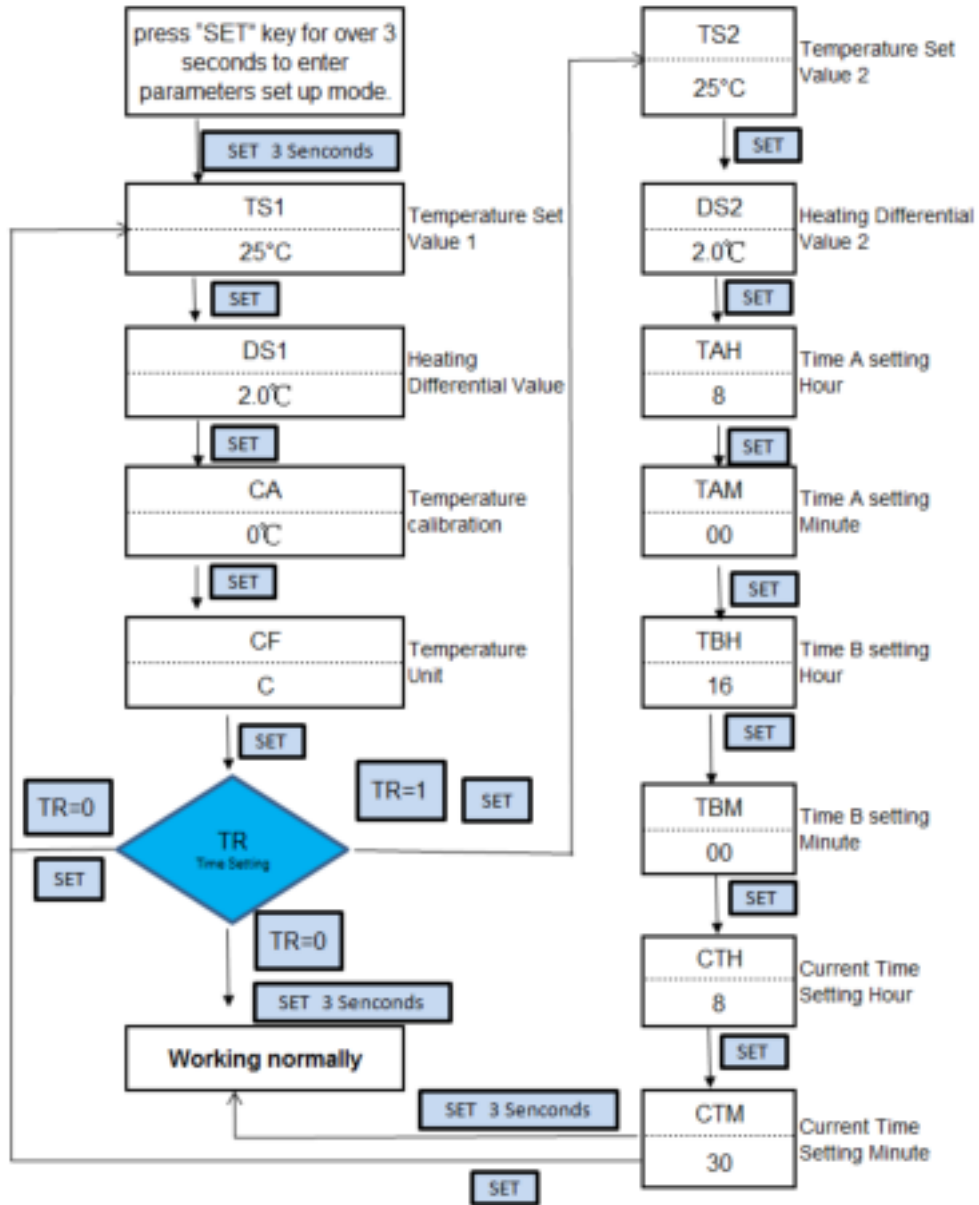 press "SET" key for over 3
seconds to enter
parameters set up mode.
SET 3 Senconds
TS1
25°C
Temperature Set
Value 1
SET
DS1
2.0℃
Heating
Differential Value
SET
CA
0℃
Temperature
calibration
SET
CF
C
Temperature
Unit
SET
TR=0
SET
TR
Time Setting
TR=1
SET
TR=0
SET 3 Senconds
Working normally
TS2
25°C
Temperature Set
Value 2
SET
DS2
2.0℃
Heating Differential
Value 2
SET
TAH
8
Time A setting
Hour
SET
TAM
00
Time A setting
Minute
SET
TBH
16
Time B setting
Hour
SET
TBM
00
Time B setting
Minute
SET
CTH
8
Current Time
Setting Hour
SET
CTM
30
Current Time
Setting Minute
SET 3 Senconds
SET